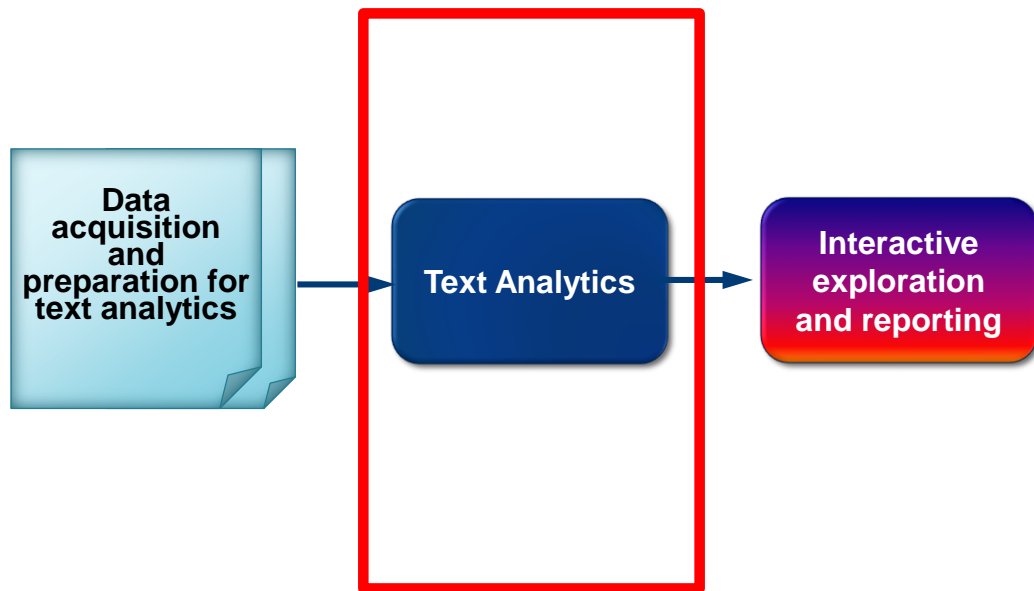 Data
acquisition
and
preparation for
text analytics
Text Analytics
Interactive
exploration
and reporting